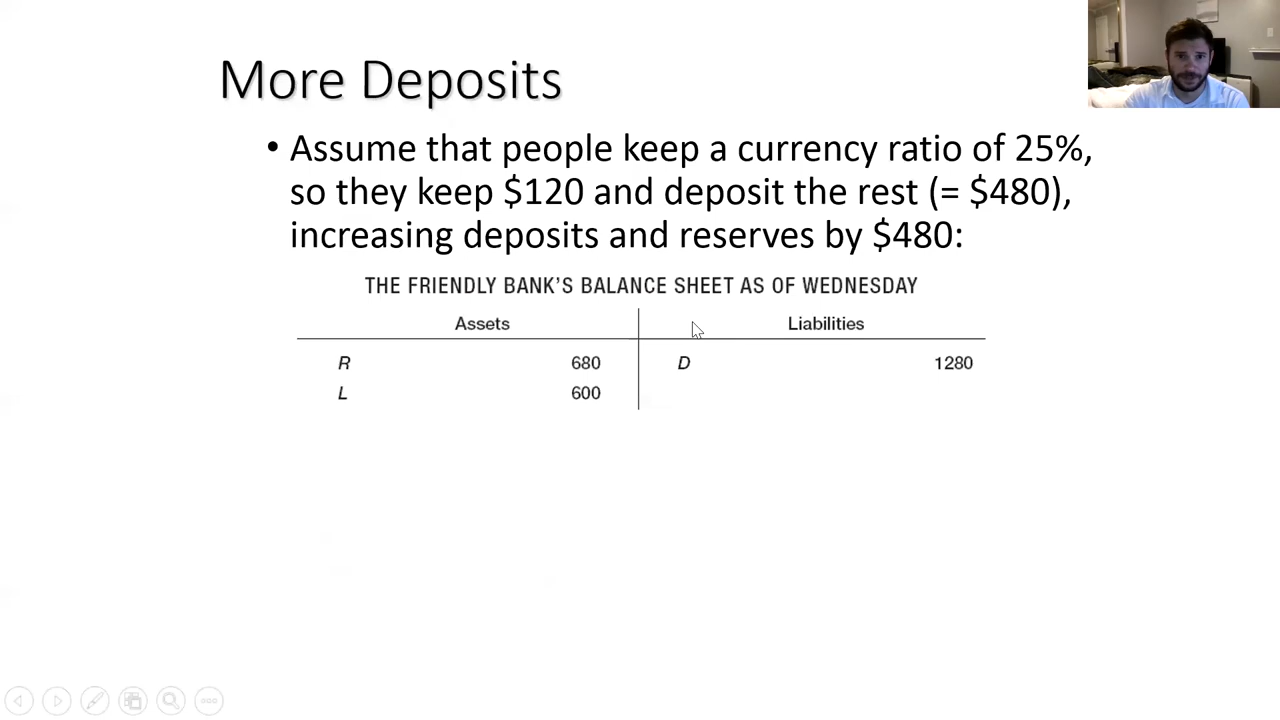 More Deposits
• Assume that people keep a currency ratio of 25%,
so they keep $120 and deposit the rest (= $480),
increasing deposits and reserves by $480:
THE FRIENDLY BANK'S BALANCE SHEET AS OF WEDNESDAY
Assets Liabilities
R 680 D 1280
L 600